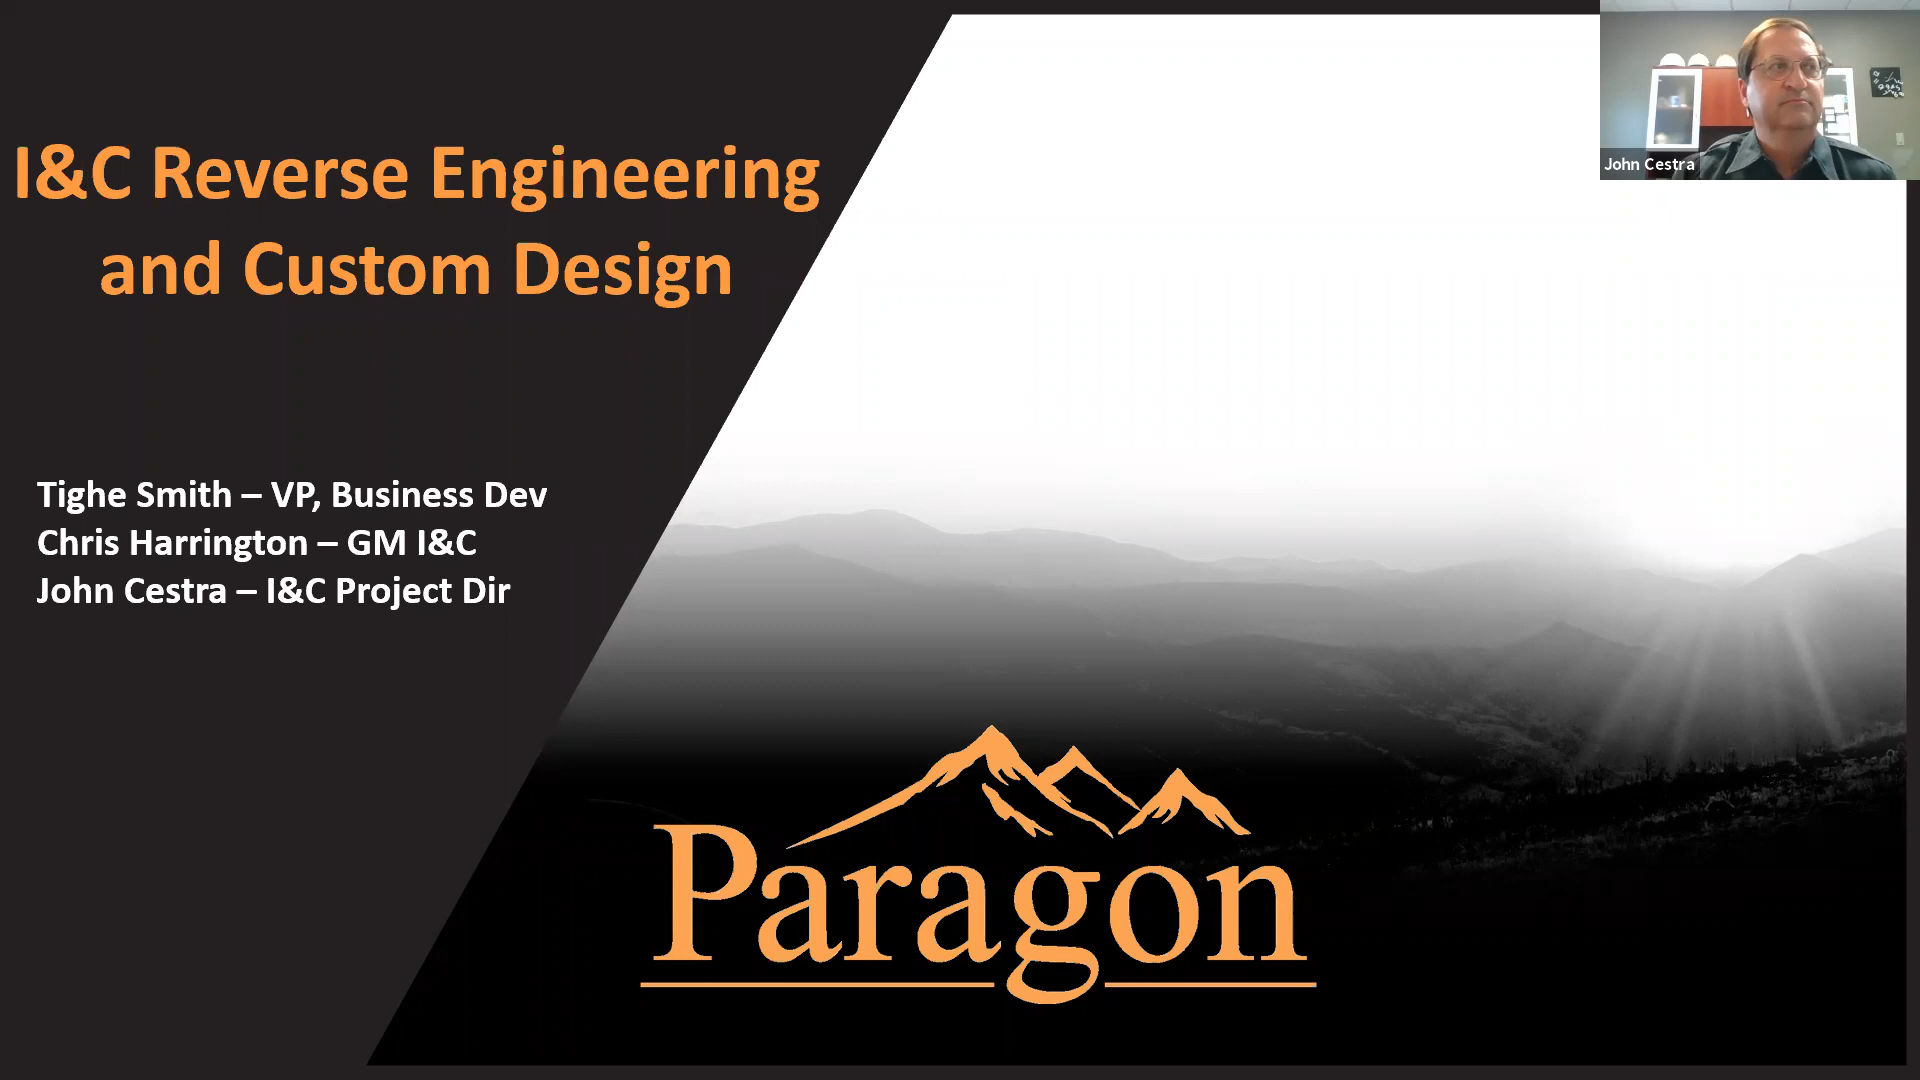 I&C Reverse Engineering
and Custom Design
Tighe Smith – VP, Business Dev
Chris Harrington – GM I&C
John Cestra – I&C Project Dir
Paragon
John Cestra